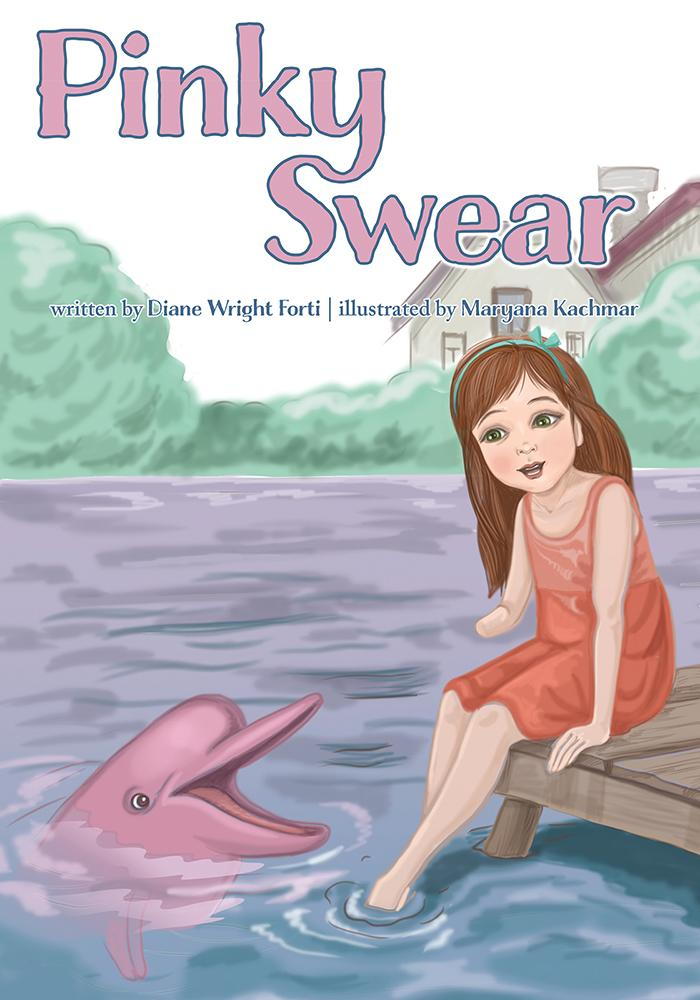 Pinky
Swear
written by Diane Wright Forti | illustrated by Maryana Kachmar